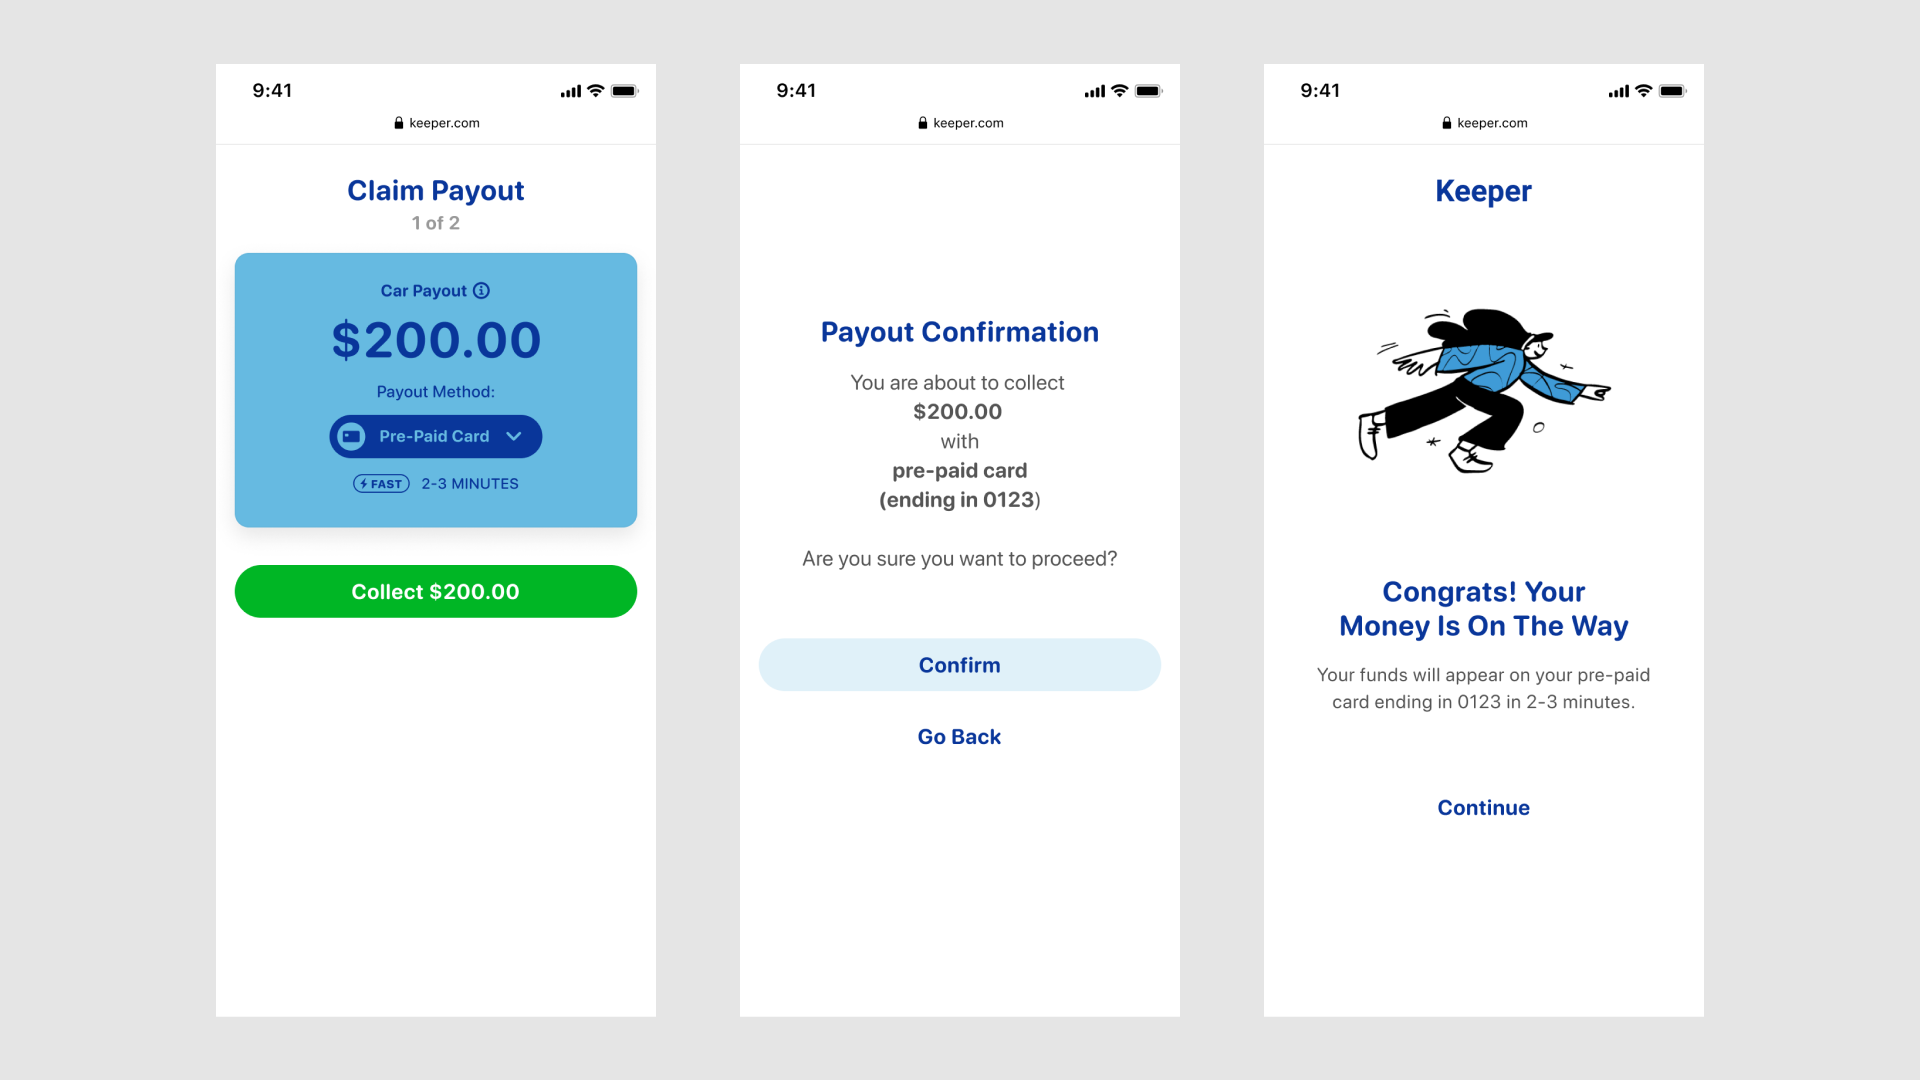 9:41
keeper.com
Claim Payout
1 of 2
Car Payout
$200.00
Payout Method:
Pre-Paid Card
FAST 2-3 MINUTES
Collect $200.00
9:41
keeper.com
Payout Confirmation
You are about to collect
$200.00
with
pre-paid card
(ending in 0123)
Are you sure you want to proceed?
Confirm
Go Back
9:41
keeper.com
Keeper
Congrats! Your
Money Is On The Way
Your funds will appear on your pre-paid
card ending in 0123 in 2-3 minutes.
Continue